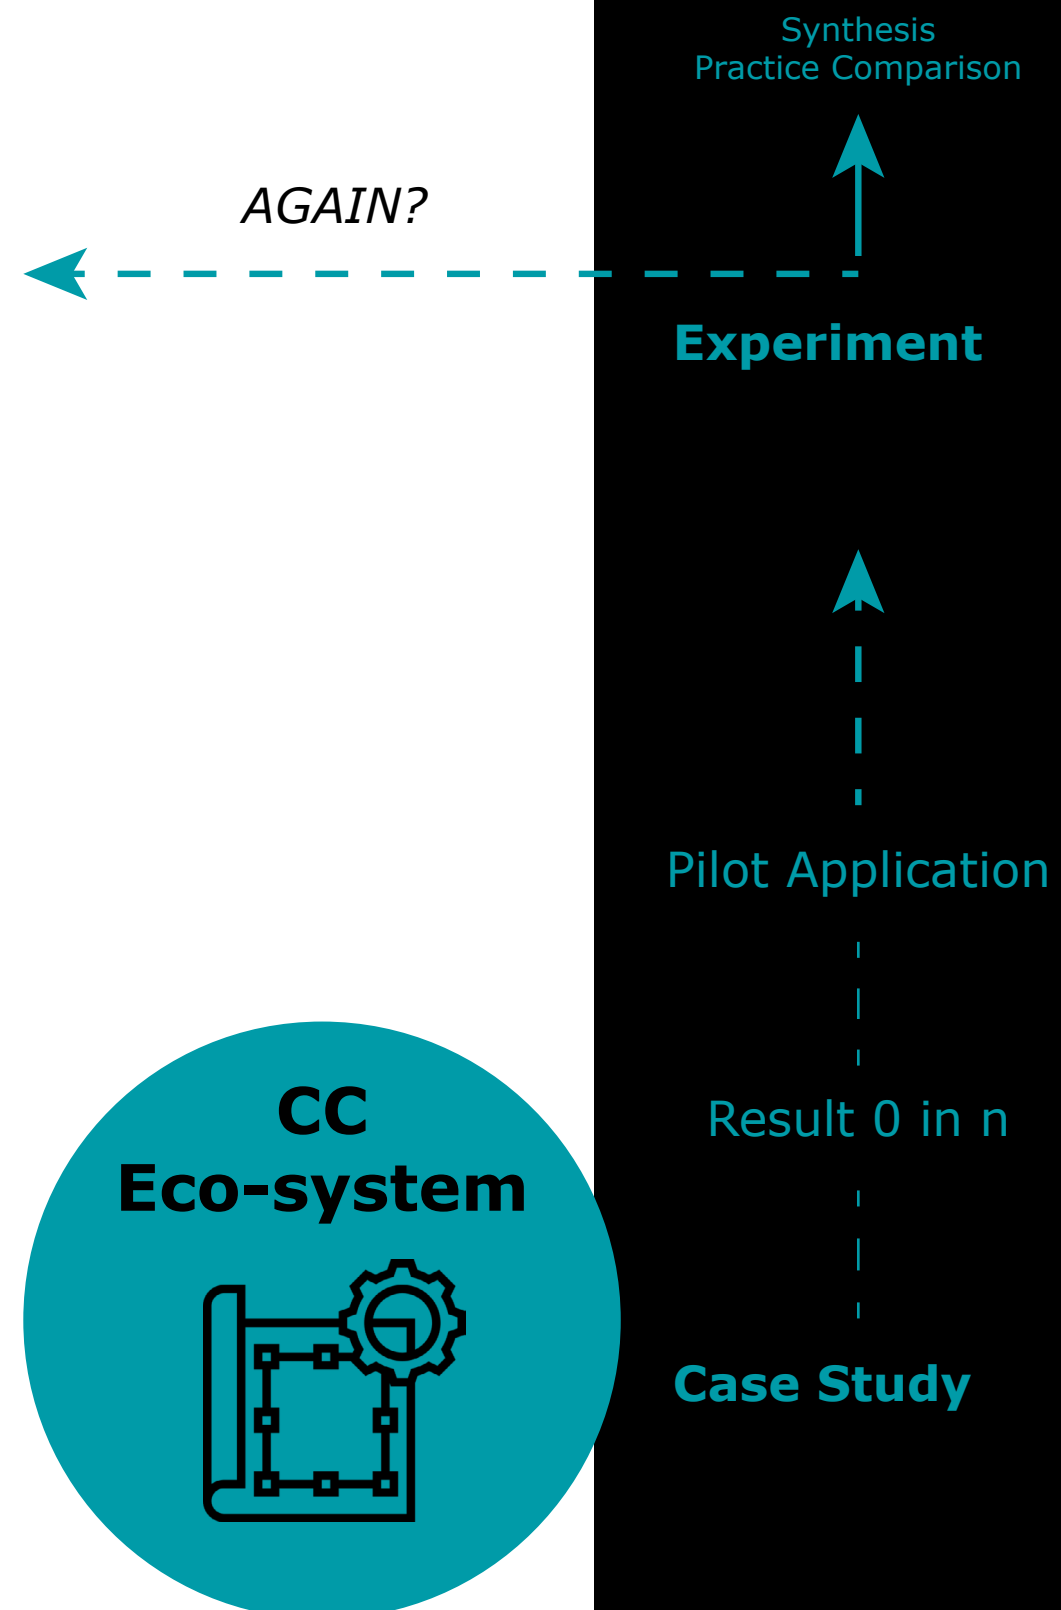 Synthesis
Practice Comparison
AGAIN?
Experiment
Pilot Application
Result 0 in n
Case Study
CC
Eco-system